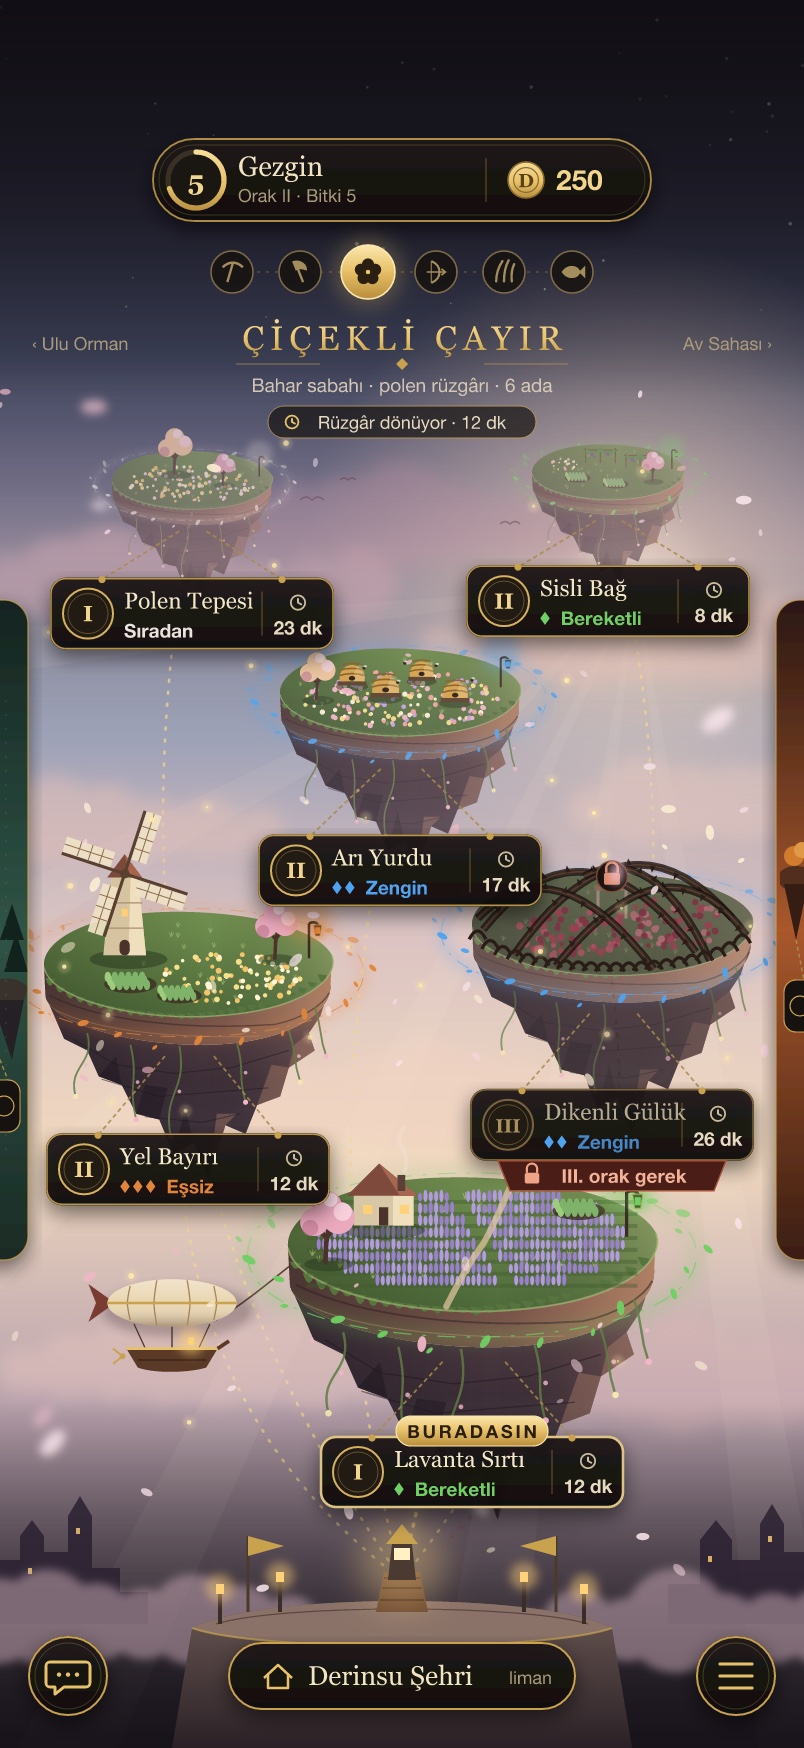 5
Gezgin
Orak II · Bitki 5
D 250
‹ Ulu Orman
ÇİÇEKLİ ÇAYIR
Av Sahası ›
Bahar sabahı · polen rüzgârı · 6 ada
Rüzgâr dönüyor · 12 dk
I
Polen Tepesi
Sıradan
23 dk
II
Sisli Bağ
Bereketli
8 dk
II
Arı Yurdu
Zengin
17 dk
III
Dikenli Gülük
Zengin
26 dk
III. orak gerek
II
Yel Bayırı
Eşsiz
12 dk
BURADASIN
I
Lavanta Sırtı
Bereketli
12 dk
Derinsu Şehri liman